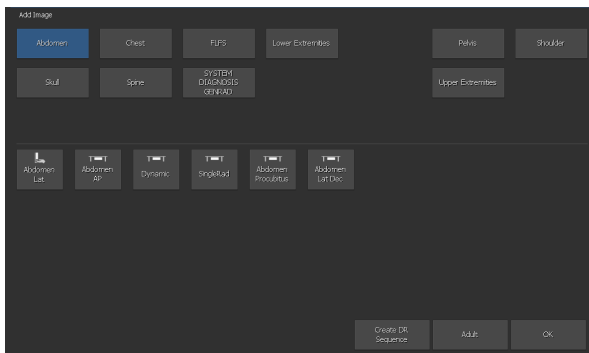 Add Image
Abdomen
Chest
FLFS
Lower Extremities
Pelvis
Shoulder
Skull
Spine
SYSTEM
DIAGNOSIS
GENRAD
Upper Extremities
Abdomen
Lat
Abdomen
AP
Dynamic
SingleRad
Abdomen
Procubitus
Abdomen
Lat Dec
Create DR
Sequence
Adult
OK